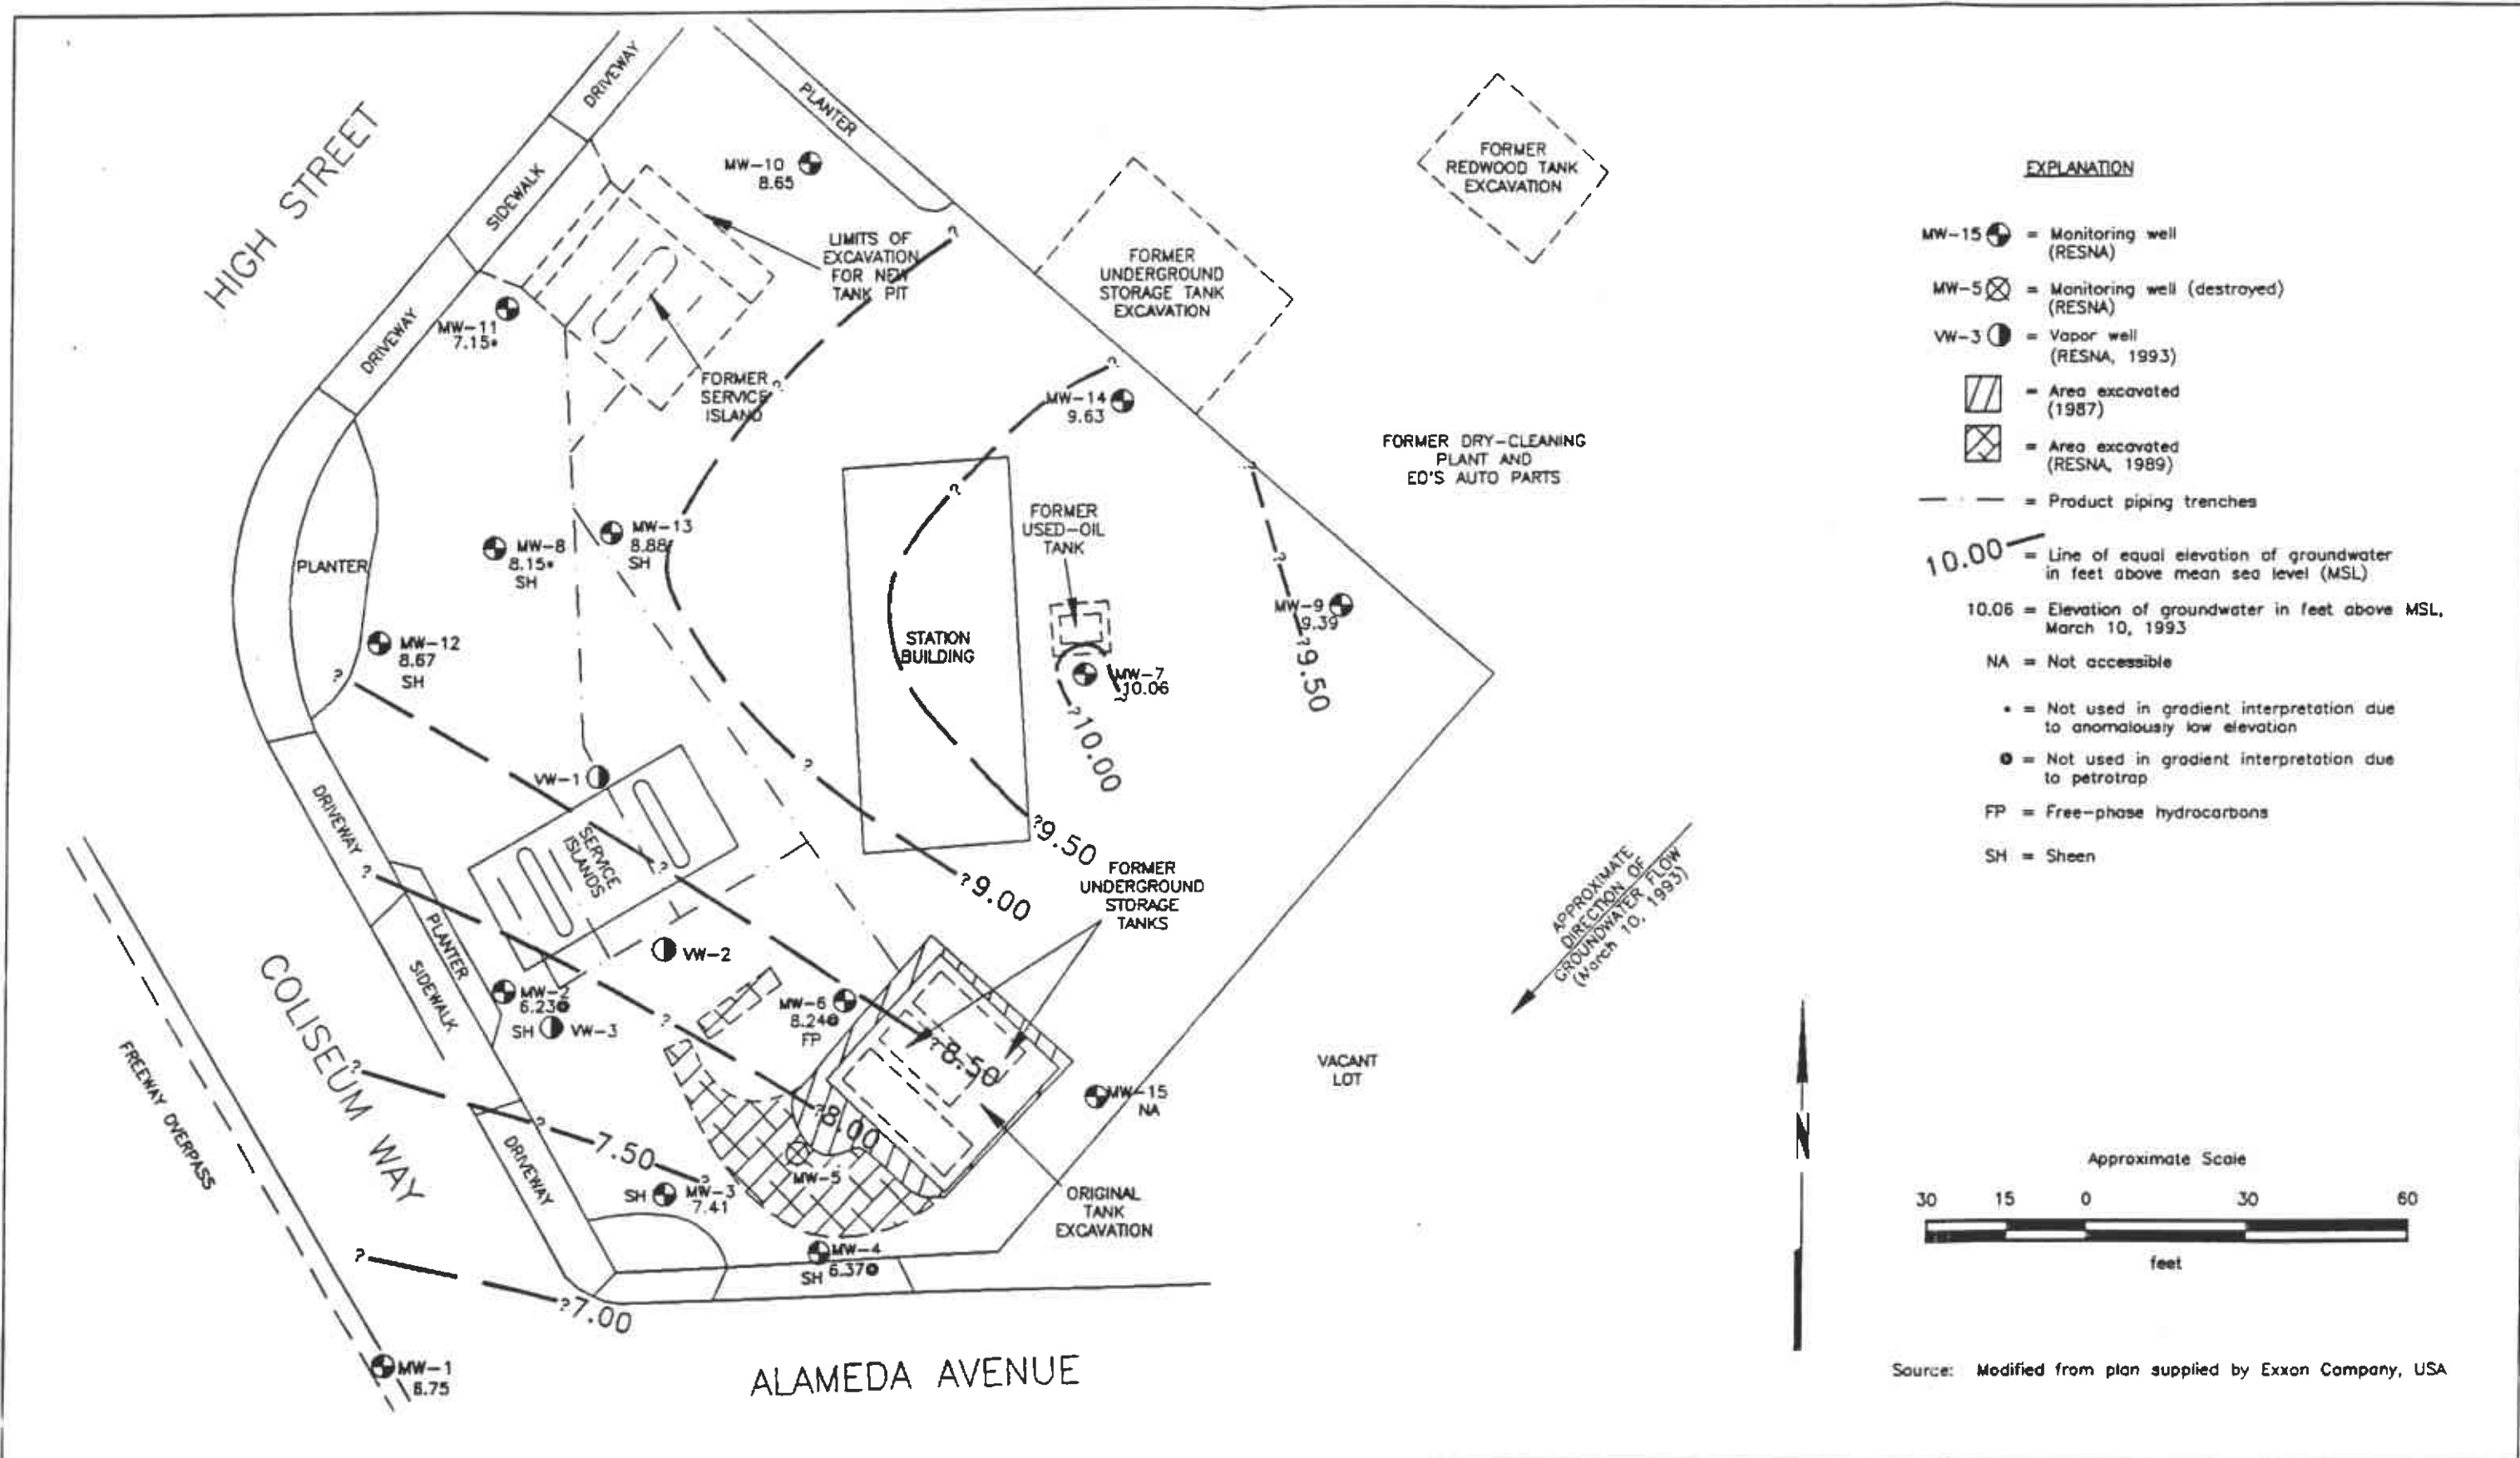 HIGH STREET
DRIVEWAY
SIDEWALK
DRIVEWAY
PLANTER
MW-10
8.65
LIMITS OF
EXCAVATION
FOR NEW
TANK PIT
MW-11
7.15•
FORMER
SERVICE
ISLAND
FORMER
UNDERGROUND
STORAGE TANK
EXCAVATION
FORMER
REDWOOD TANK
EXCAVATION
MW-14
9.63
FORMER DRY-CLEANING
PLANT AND
ED'S AUTO PARTS
MW-8
8.15•
SH
MW-13
8.88
SH
FORMER
USED-OIL
TANK
PLANTER
MW-12
8.67
SH
STATION
BUILDING
MW-7
10.06
?10.00
MW-9
9.39
?9.50
VW-1
SERVICE
ISLANDS
DRIVEWAY
?9.50
?9.00
FORMER
UNDERGROUND
STORAGE
TANKS
PLANTER
SIDEWALK
VW-2
MW-2
6.23●
SH VW-3
MW-6
8.24●
FP
?8.50
?8.00
MW-15
NA
VACANT
LOT
APPROXIMATE
DIRECTION OF
GROUNDWATER FLOW
(March 10, 1993)
FREEWAY OVERPASS
COLISEUM WAY
DRIVEWAY
7.50
MW-5
SH MW-3
7.41
ORIGINAL
TANK
EXCAVATION
MW-4
SH 6.37●
?7.00
MW-1
6.75
ALAMEDA AVENUE
EXPLANATION
MW-15 = Monitoring well
(RESNA)
MW-5 = Monitoring well (destroyed)
(RESNA)
VW-3 = Vapor well
(RESNA, 1993)
= Area excavated
(1987)
= Area excavated
(RESNA, 1989)
= Product piping trenches
10.00 = Line of equal elevation of groundwater
in feet above mean sea level (MSL)
10.06 = Elevation of groundwater in feet above MSL,
March 10, 1993
NA = Not accessible
• = Not used in gradient interpretation due
to anomalously low elevation
● = Not used in gradient interpretation due
to petrotrap
FP = Free-phase hydrocarbons
SH = Sheen
N
Approximate Scale
30 15 0 30 60
feet
Source: Modified from plan supplied by Exxon Company, USA